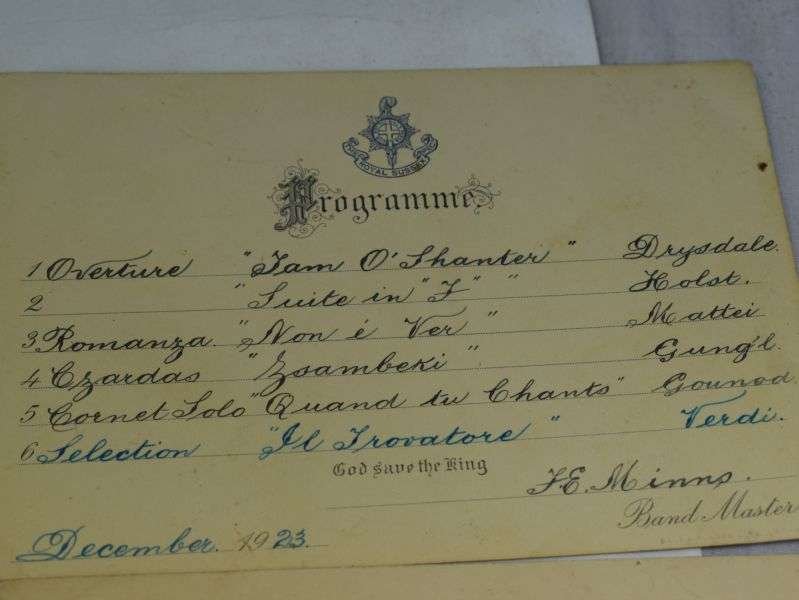 THE ROYAL SUSSEX
Programme.
1 Overture "Tam O'Shanter" Drysdale.
2 "Suite in "F"" Holst.
3 Romanza. "Non é Ver" Mattei
4 Czardas "Zsambeki" Gung'l.
5 Cornet Solo "Quand tu Chants" Gounod
6 Selection "Il Trovatore" Verdi.
God save the King
F.E. Minns.
Band Master
December. 1923.